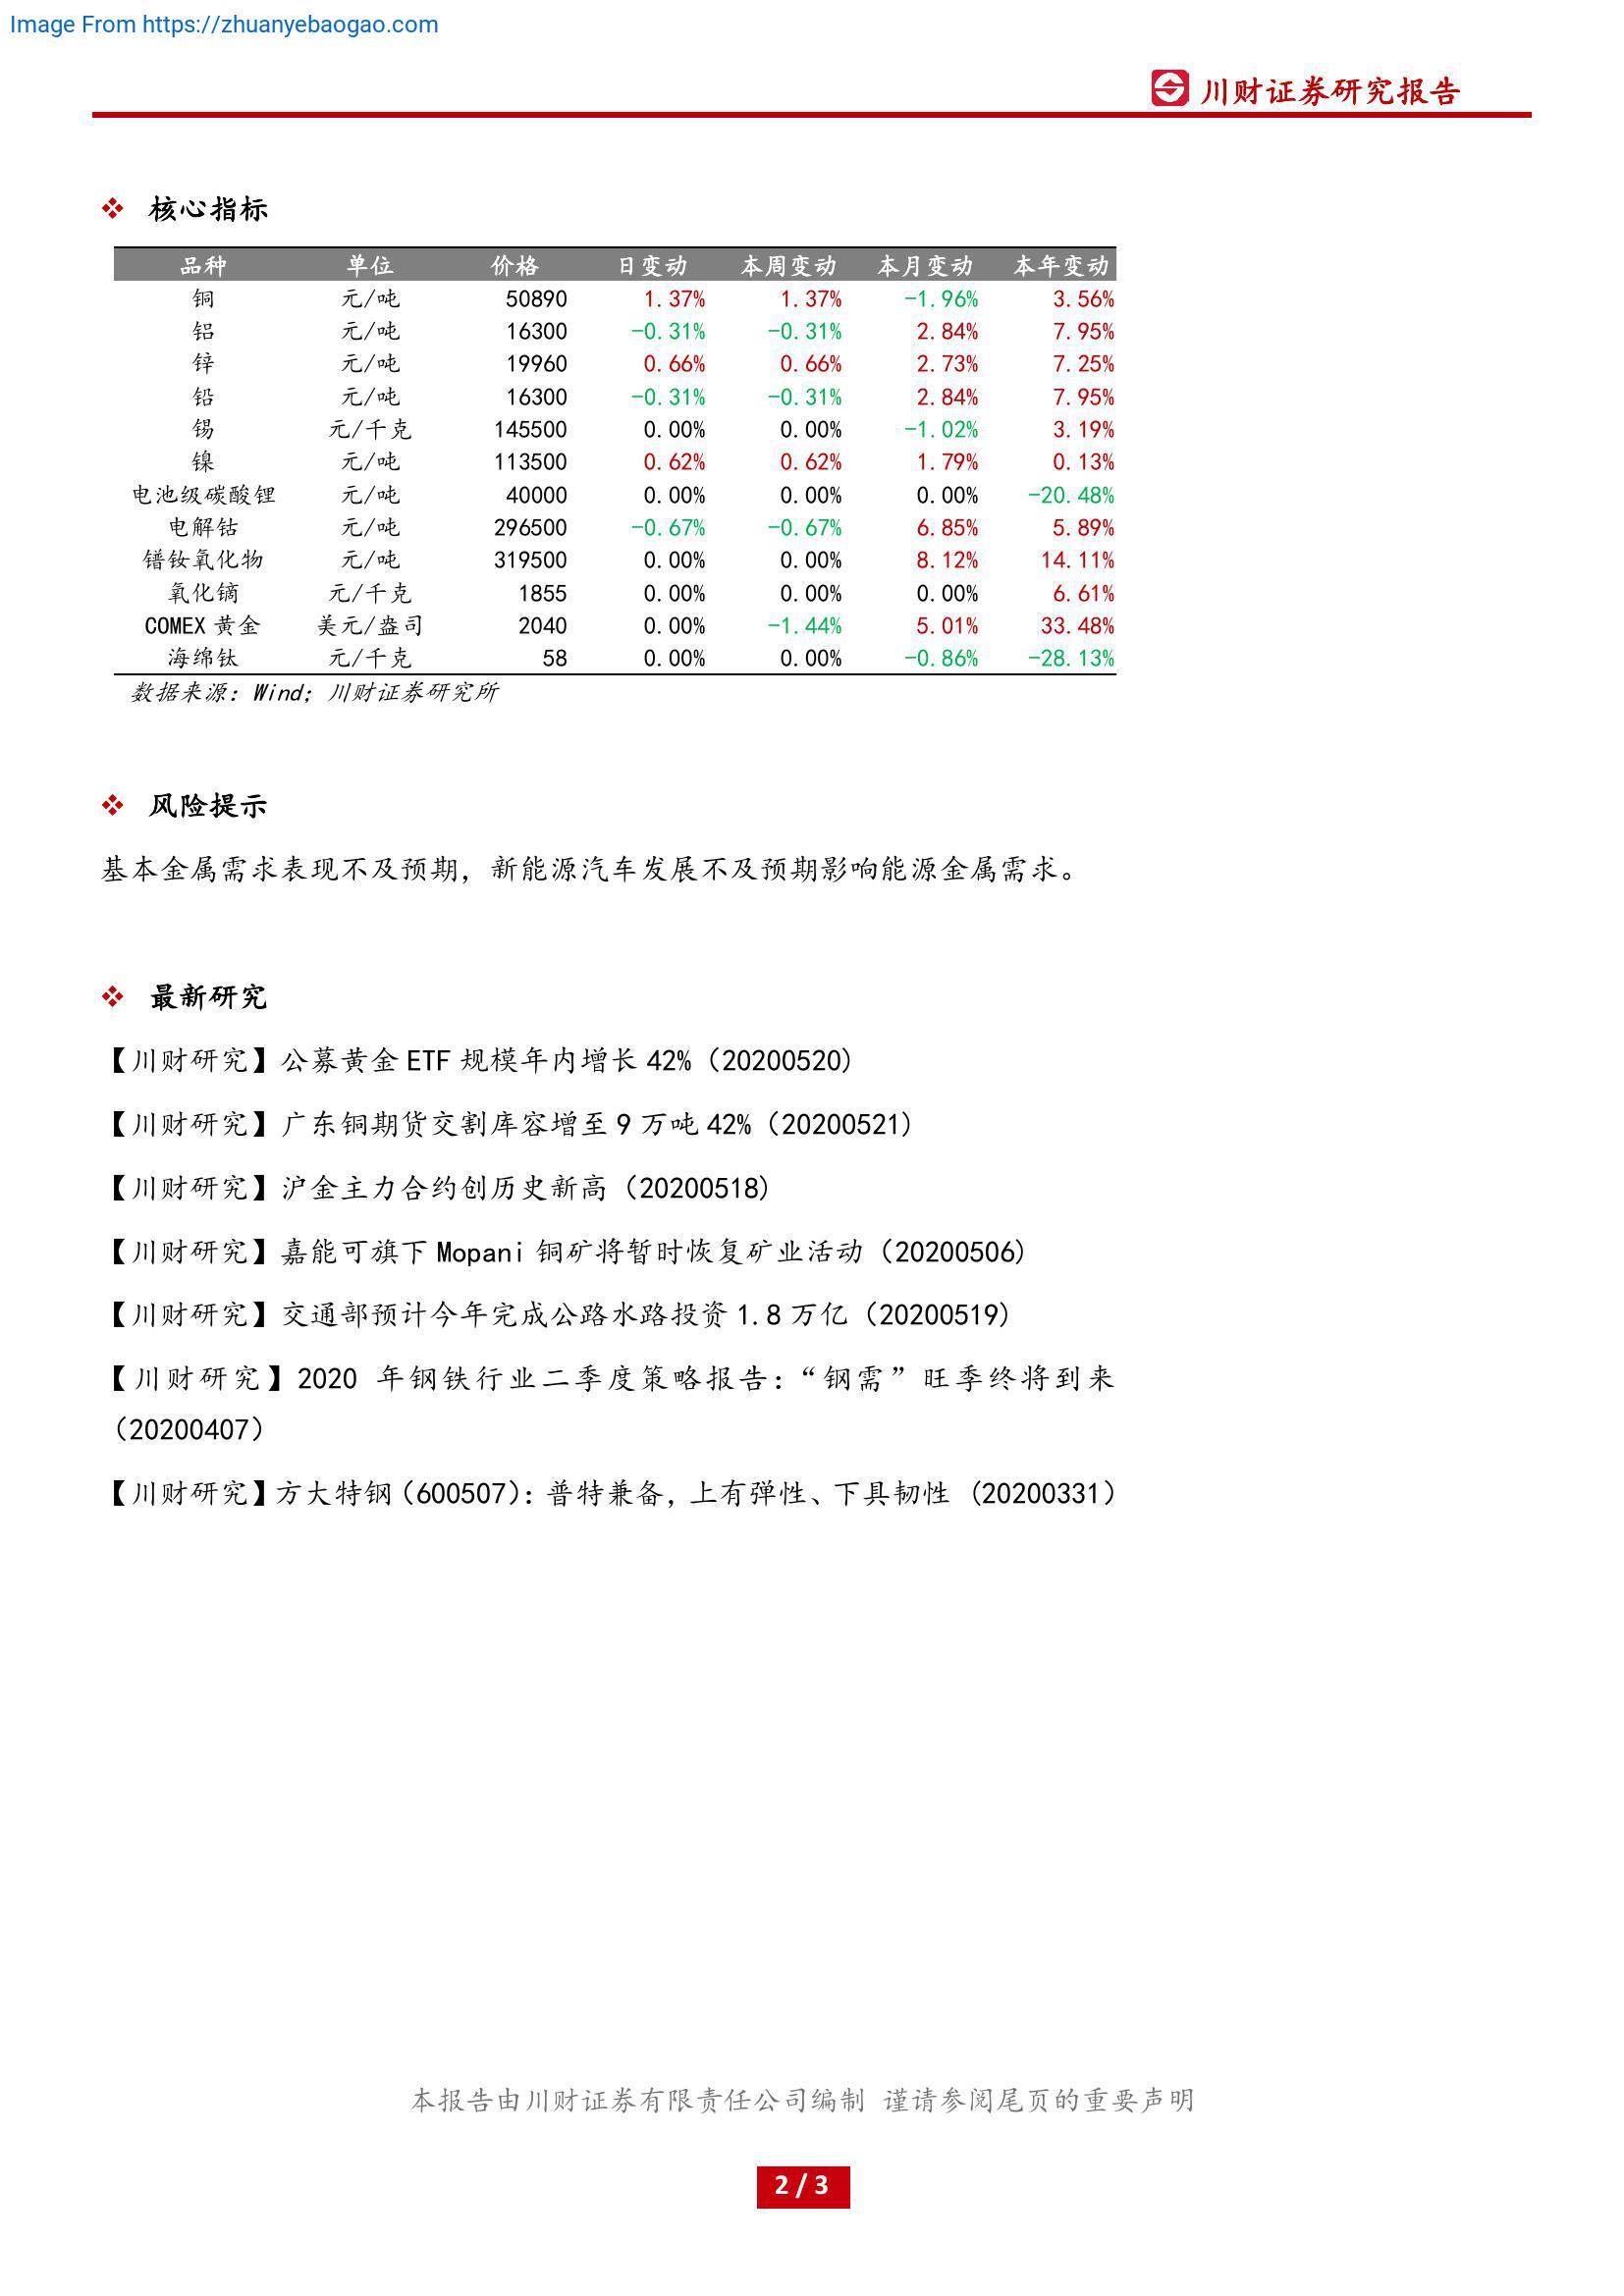 Image From https://zhuanyebaogao.com
川财证券研究报告
核心指标
品种 单位 价格 日变动 本周变动 本月变动 本年变动
铜 元/吨 50890 1.37% 1.37% -1.96% 3.56%
铝 元/吨 16300 -0.31% -0.31% 2.84% 7.95%
锌 元/吨 19960 0.66% 0.66% 2.73% 7.25%
铅 元/吨 16300 -0.31% -0.31% 2.84% 7.95%
锡 元/千克 145500 0.00% 0.00% -1.02% 3.19%
镍 元/吨 113500 0.62% 0.62% 1.79% 0.13%
电池级碳酸锂 元/吨 40000 0.00% 0.00% 0.00% -20.48%
电解钴 元/吨 296500 -0.67% -0.67% 6.85% 5.89%
镨钕氧化物 元/吨 319500 0.00% 0.00% 8.12% 14.11%
氧化镝 元/千克 1855 0.00% 0.00% 0.00% 6.61%
COMEX 黄金 美元/盎司 2040 0.00% -1.44% 5.01% 33.48%
海绵钛 元/千克 58 0.00% 0.00% -0.86% -28.13%
数据来源：Wind；川财证券研究所
风险提示
基本金属需求表现不及预期，新能源汽车发展不及预期影响能源金属需求。
最新研究
【川财研究】公募黄金 ETF 规模年内增长 42%（20200520）
【川财研究】广东铜期货交割库容增至 9 万吨 42%（20200521）
【川财研究】沪金主力合约创历史新高（20200518）
【川财研究】嘉能可旗下 Mopani 铜矿将暂时恢复矿业活动（20200506）
【川财研究】交通部预计今年完成公路水路投资 1.8 万亿（20200519）
【川财研究】2020 年钢铁行业二季度策略报告：“钢需”旺季终将到来
（20200407）
【川财研究】方大特钢（600507）：普特兼备，上有弹性、下具韧性（20200331）
本报告由川财证券有限责任公司编制 谨请参阅尾页的重要声明
2 / 3